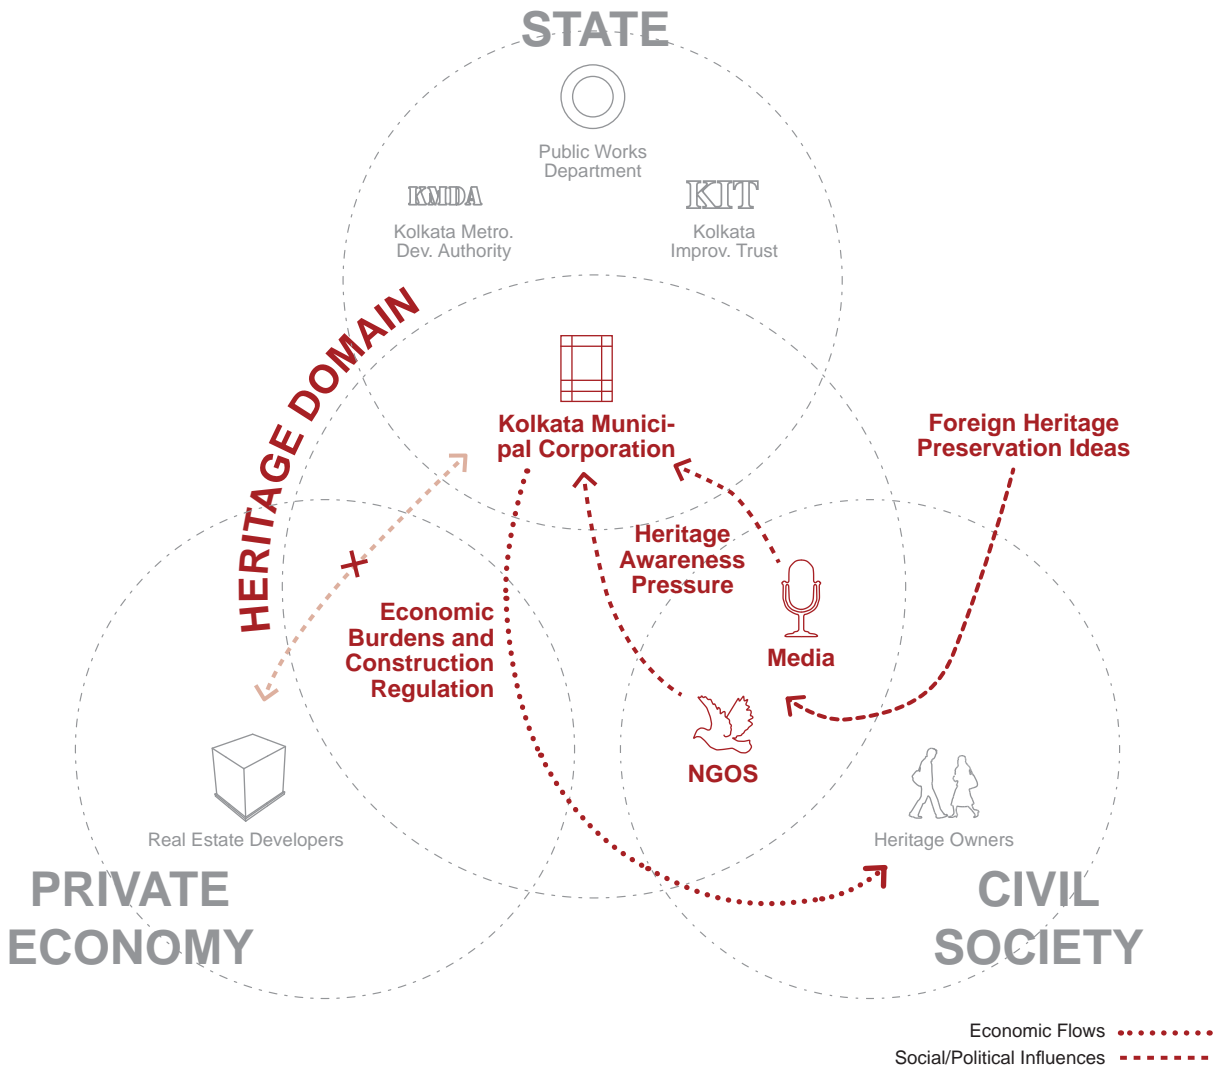 STATE
Public Works
Department
KMDA
Kolkata Metro.
Dev. Authority
KIT
Kolkata
Improv. Trust
HERITAGE DOMAIN
Kolkata Munici-
pal Corporation
Foreign Heritage
Preservation Ideas
Heritage
Awareness
Pressure
Economic
Burdens and
Construction
Regulation
Media
NGOS
Real Estate Developers
Heritage Owners
PRIVATE
ECONOMY
CIVIL
SOCIETY
Economic Flows
Social/Political Influences